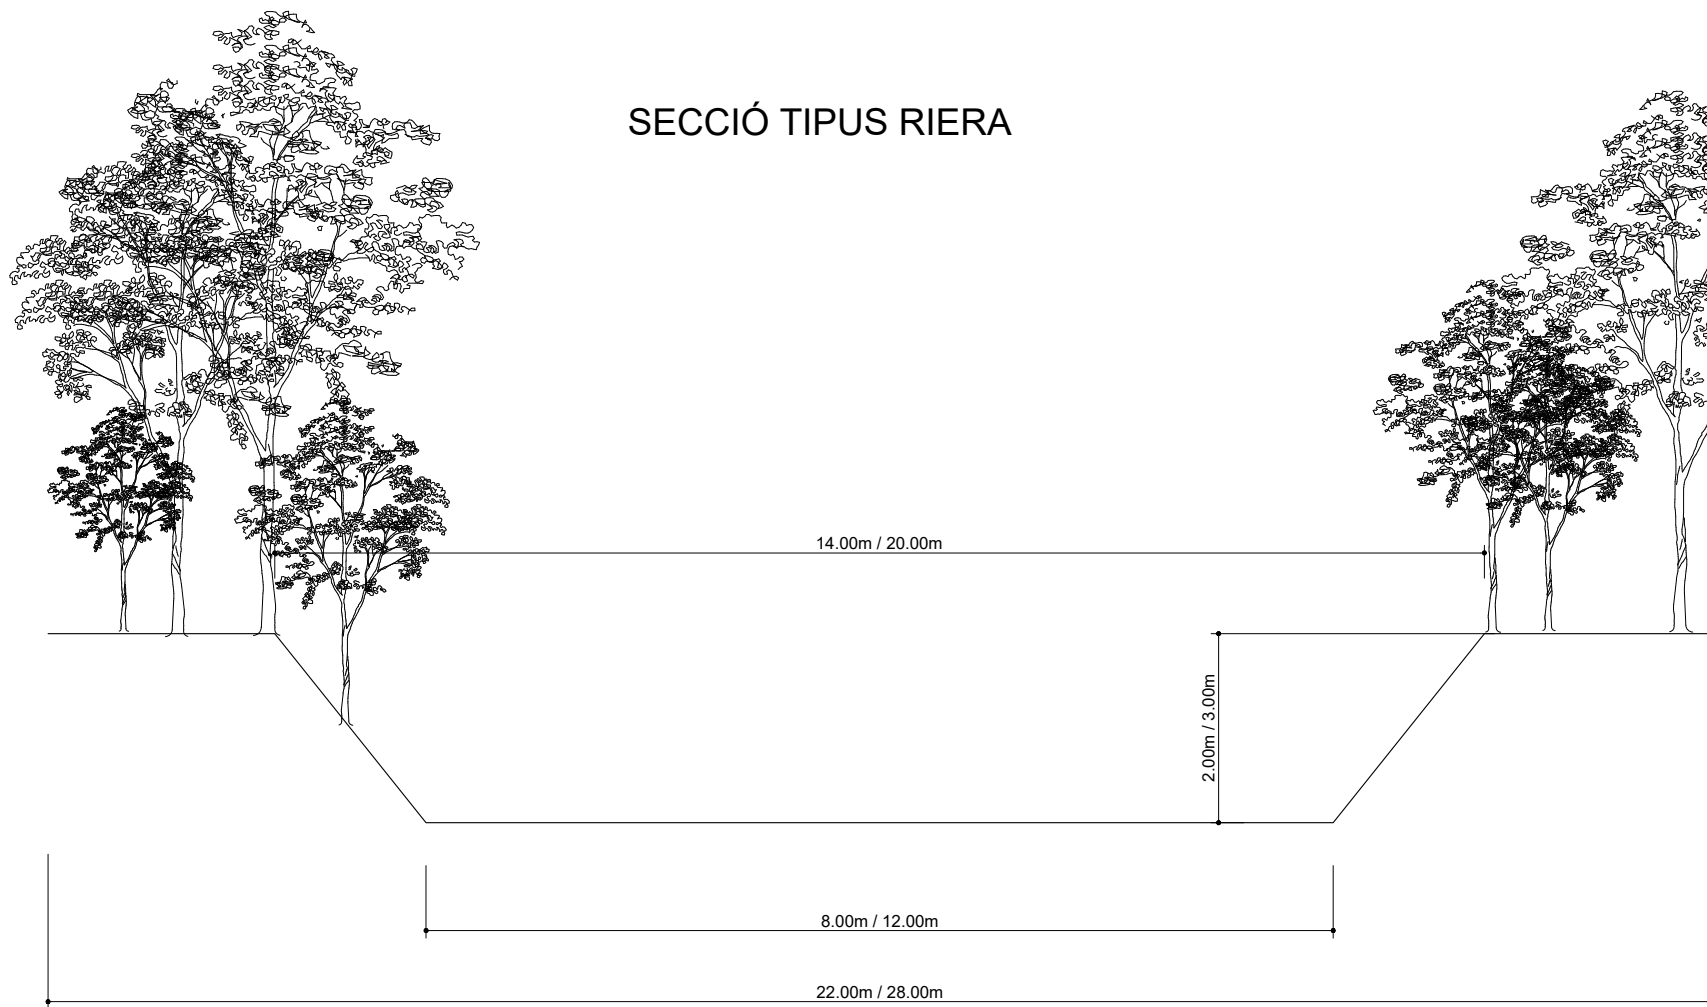 SECCIÓ TIPUS RIERA
14.00m / 20.00m
2.00m / 3.00m
8.00m / 12.00m
22.00m / 28.00m